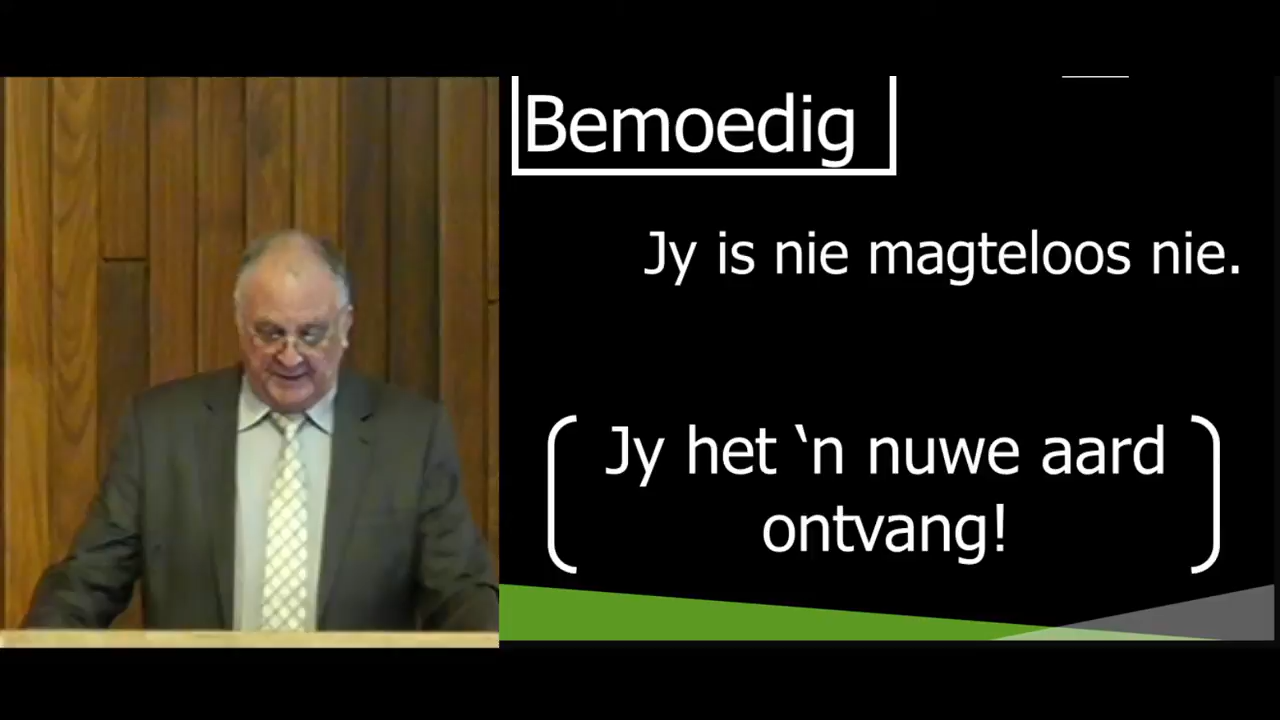 Bemoedig
Jy is nie magteloos nie.
Jy het ‘n nuwe aard
ontvang!